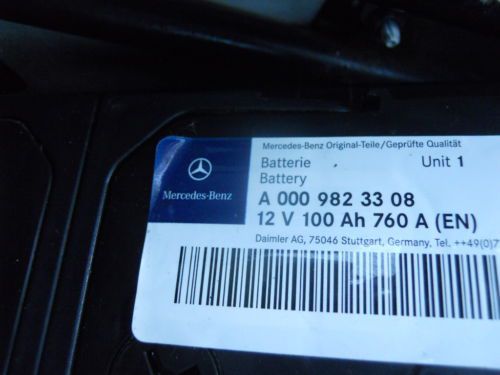 Mercedes-Benz Original-Teile/Geprüfte Qualität
Batterie Unit 1
Battery
Mercedes-Benz
A 000 982 33 08
12 V 100 Ah 760 A (EN)
Daimler AG, 75046 Stuttgart, Germany, Tel. ++49(0)7